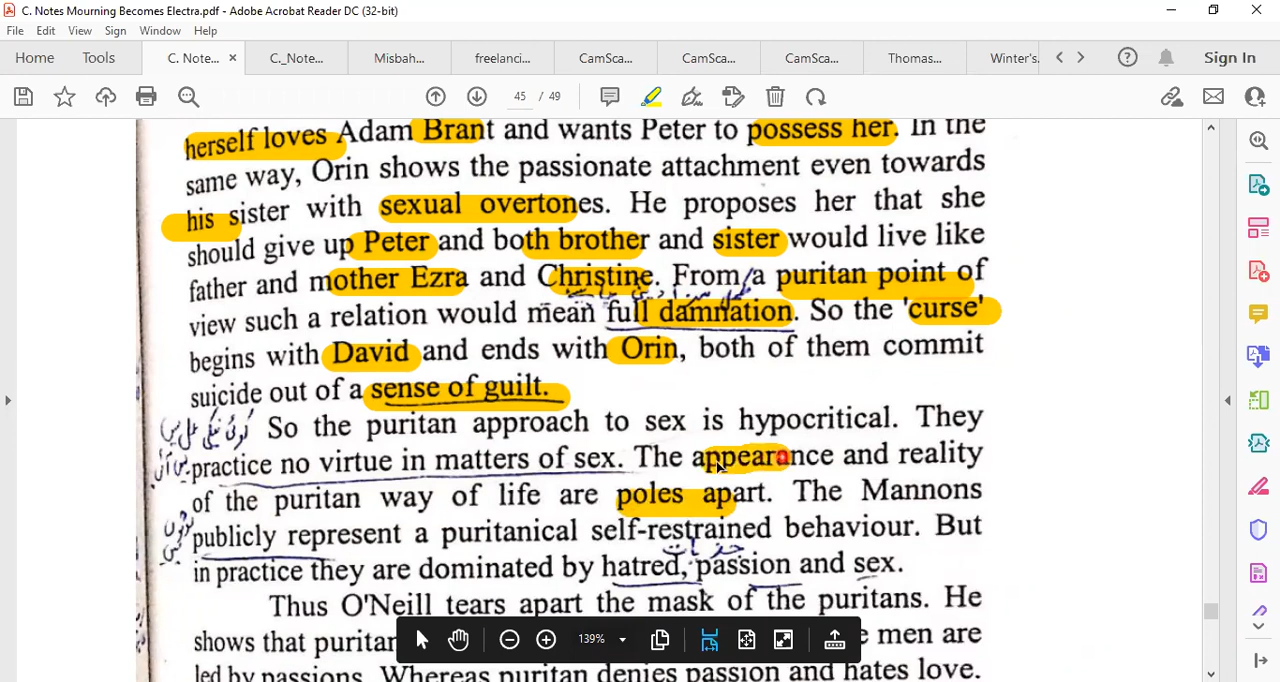 C. Notes Mourning Becomes Electra.pdf - Adobe Acrobat Reader DC (32-bit)
File Edit View Sign Window Help
Home Tools C. Note... × C._Note... Misbah... freelanci... CamSca... CamSca... CamSca... Thomas... Winter's Sign In
45 / 49
herself loves Adam Brant and wants Peter to possess her. In the
same way, Orin shows the passionate attachment even towards
his sister with sexual overtones. He proposes her that she
should give up Peter and both brother and sister would live like
father and mother Ezra and Christine. From a puritan point of
view such a relation would mean full damnation. So the 'curse'
begins with David and ends with Orin, both of them commit
suicide out of a sense of guilt.
So the puritan approach to sex is hypocritical. They
practice no virtue in matters of sex. The appearance and reality
of the puritan way of life are poles apart. The Mannons
publicly represent a puritanical self-restrained behaviour. But
جذبات
in practice they are dominated by hatred, passion and sex.
Thus O'Neill tears apart the mask of the puritans. He
shows that puritan
139%
e men are
led by passions. Whereas puritan denies passion and hates love.